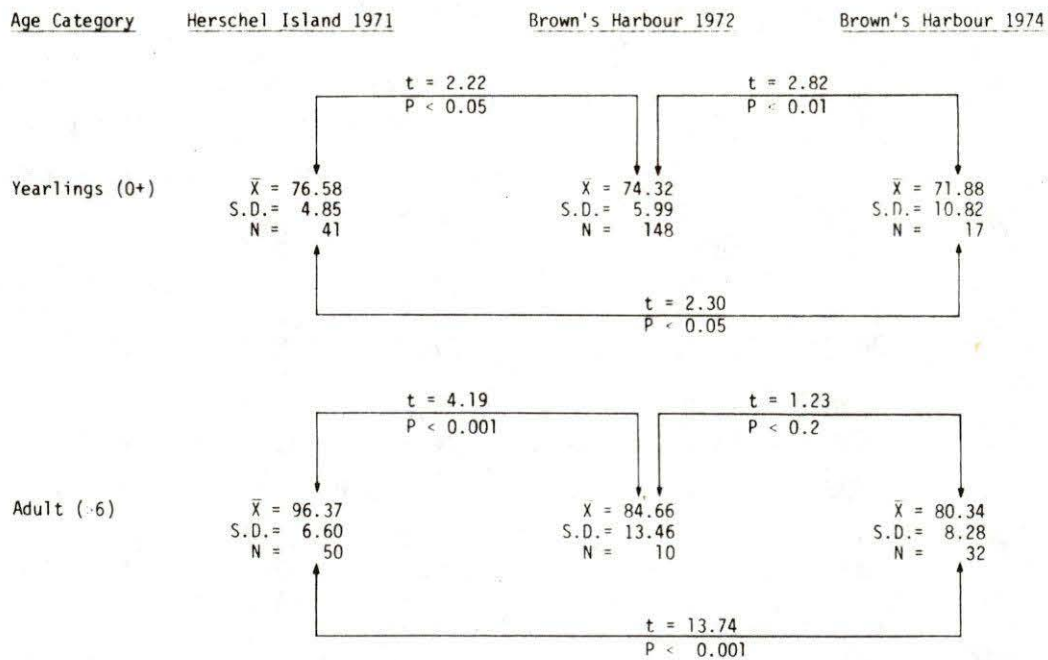 Age Category Herschel Island 1971 Brown's Harbour 1972 Brown's Harbour 1974
t = 2.22 t = 2.82
P < 0.05 P < 0.01
Yearlings (0+) X̄ = 76.58 X̄ = 74.32 X̄ = 71.88
S.D.= 4.85 S.D.= 5.99 S.D.= 10.82
N = 41 N = 148 N = 17
t = 2.30
P < 0.05
t = 4.19 t = 1.23
P < 0.001 P < 0.2
Adult ( 6) X̄ = 96.37 X̄ = 84.66 X̄ = 80.34
S.D.= 6.60 S.D.= 13.46 S.D.= 8.28
N = 50 N = 10 N = 32
t = 13.74
P < 0.001